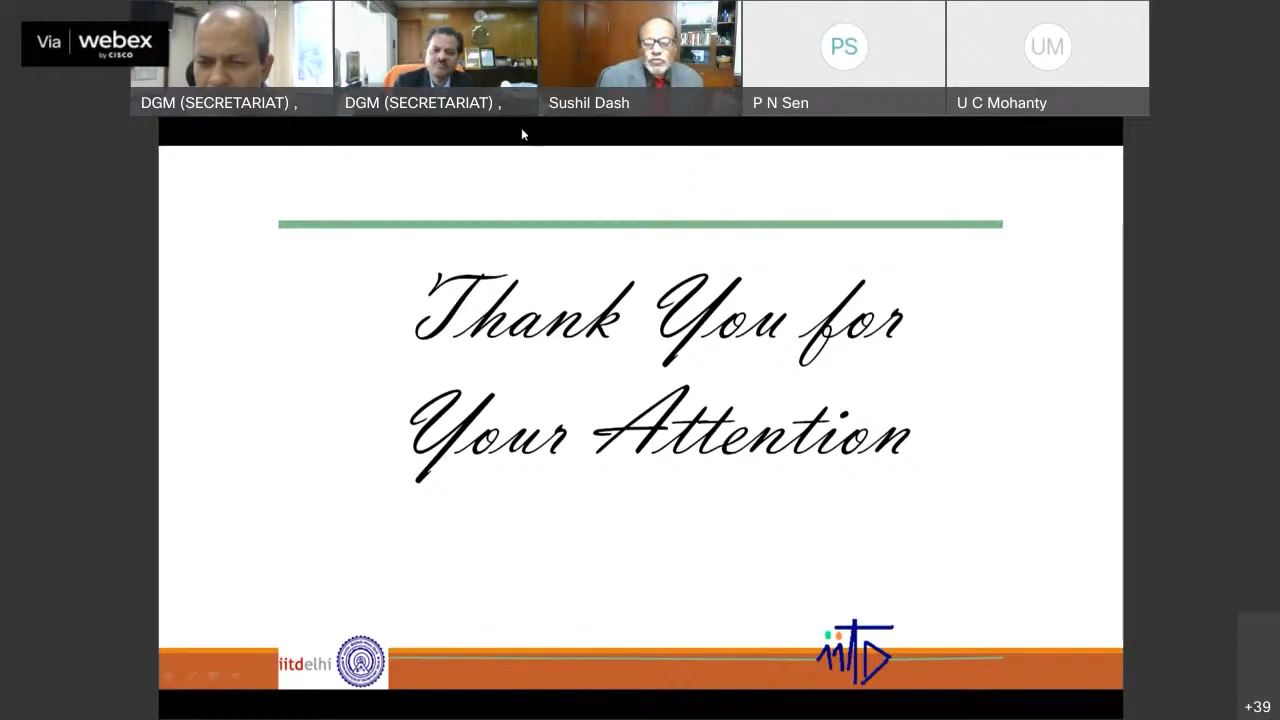 Via webex
by CISCO
DGM (SECRETARIAT) ,
DGM (SECRETARIAT) ,
Sushil Dash
PS
P N Sen
UM
U C Mohanty
Thank You for
Your Attention
iitdelhi
iiTD
+39